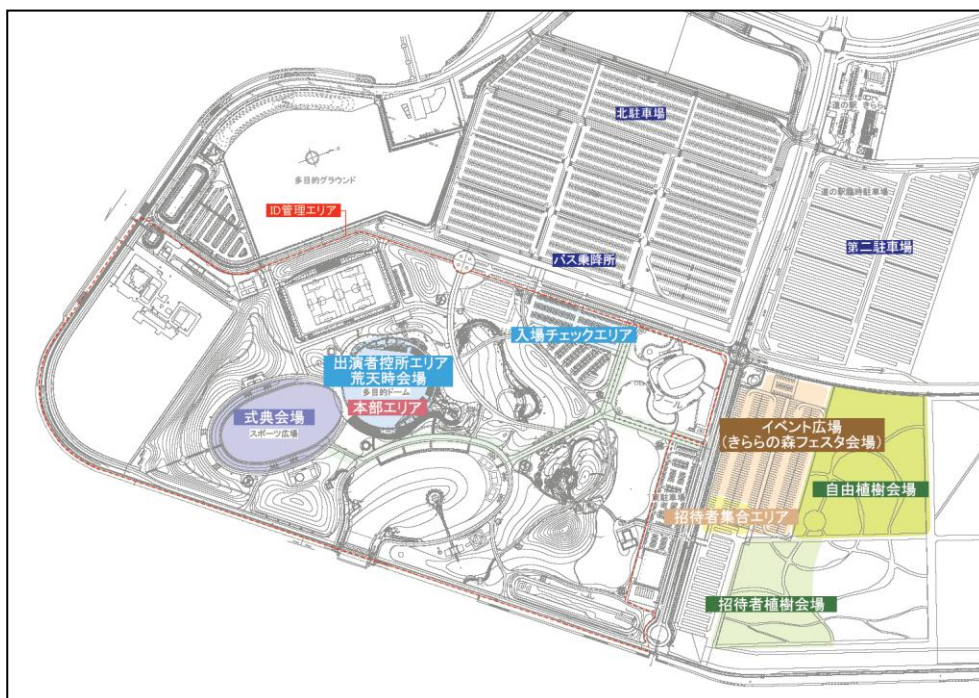 北駐車場
道の駅 きらら
多目的グラウンド
道の駅臨時駐車場
ID管理エリア
第二駐車場
バス乗降所
入場チェックエリア
出演者控所エリア
荒天時会場
多目的ドーム
本部エリア
式典会場
スポーツ広場
イベント広場
(きららの森フェスタ会場)
自由植樹会場
東駐車場
招待者集合エリア
招待者植樹会場